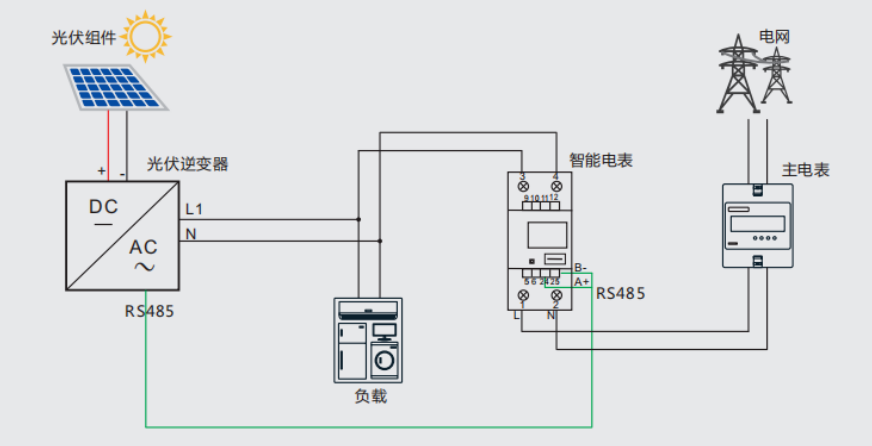 光伏组件
电网
智能电表
主电表
光伏逆变器
+ -
3 4
9 10 11 12
DC
L1
AC
N
B-
5 6 24 25
A+
RS485
1 2
RS485
L N
负载